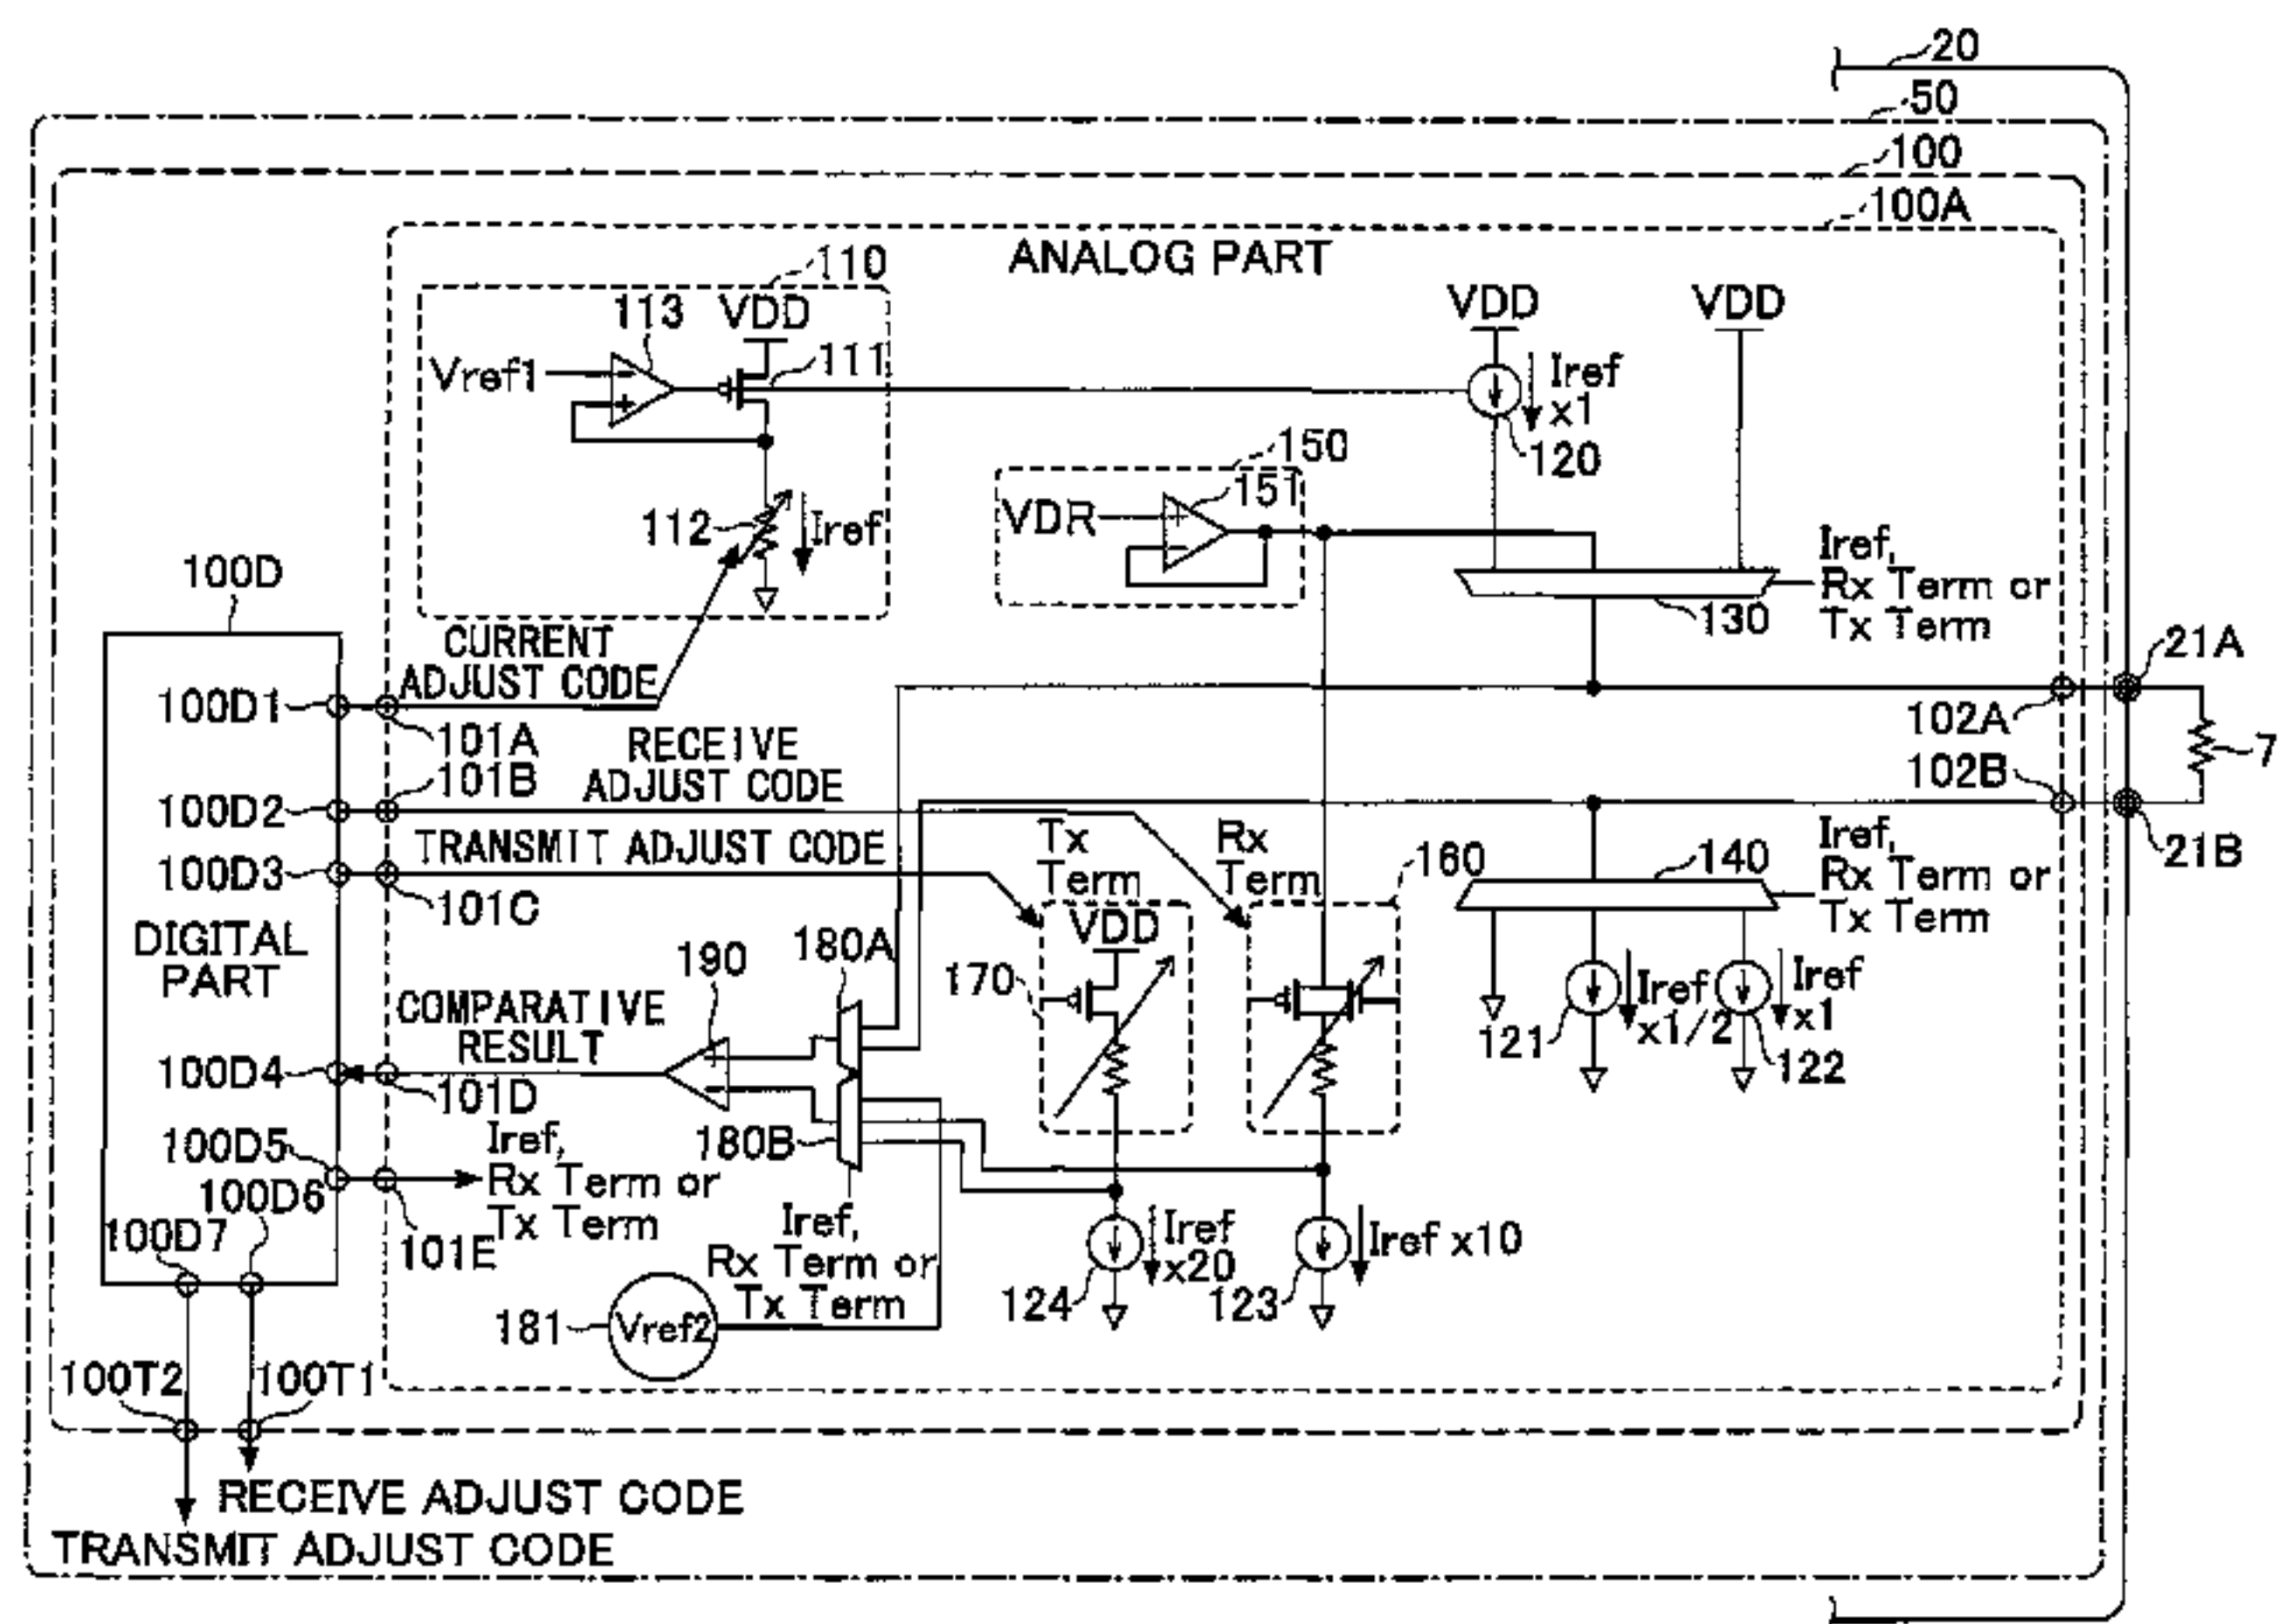 20
50
100
100A
ANALOG PART
110
113
VDD
Vref1
111
VDD
VDD
Iref
x1
120
150
151
VDR
112
Iref
Iref,
Rx Term or
Tx Term
130
100D
CURRENT
ADJUST CODE
21A
100D1
101A
102A
RECEIVE
ADJUST CODE
101B
7
102B
100D2
Tx
Term
Rx
Term
160
140
Iref,
Rx Term or
Tx Term
21B
TRANSMIT ADJUST CODE
100D3
101C
DIGITAL
PART
VDD
180A
190
170
COMPARATIVE
RESULT
121
Iref
x1/2
Iref
x1
122
100D4
101D
180B
100D5
Iref,
Rx Term or
Tx Term
100D6
100D7
101E
Iref,
Rx Term or
Tx Term
Iref
x20
Iref x10
124
123
181
Vref2
100T2
100T1
RECEIVE ADJUST CODE
TRANSMIT ADJUST CODE